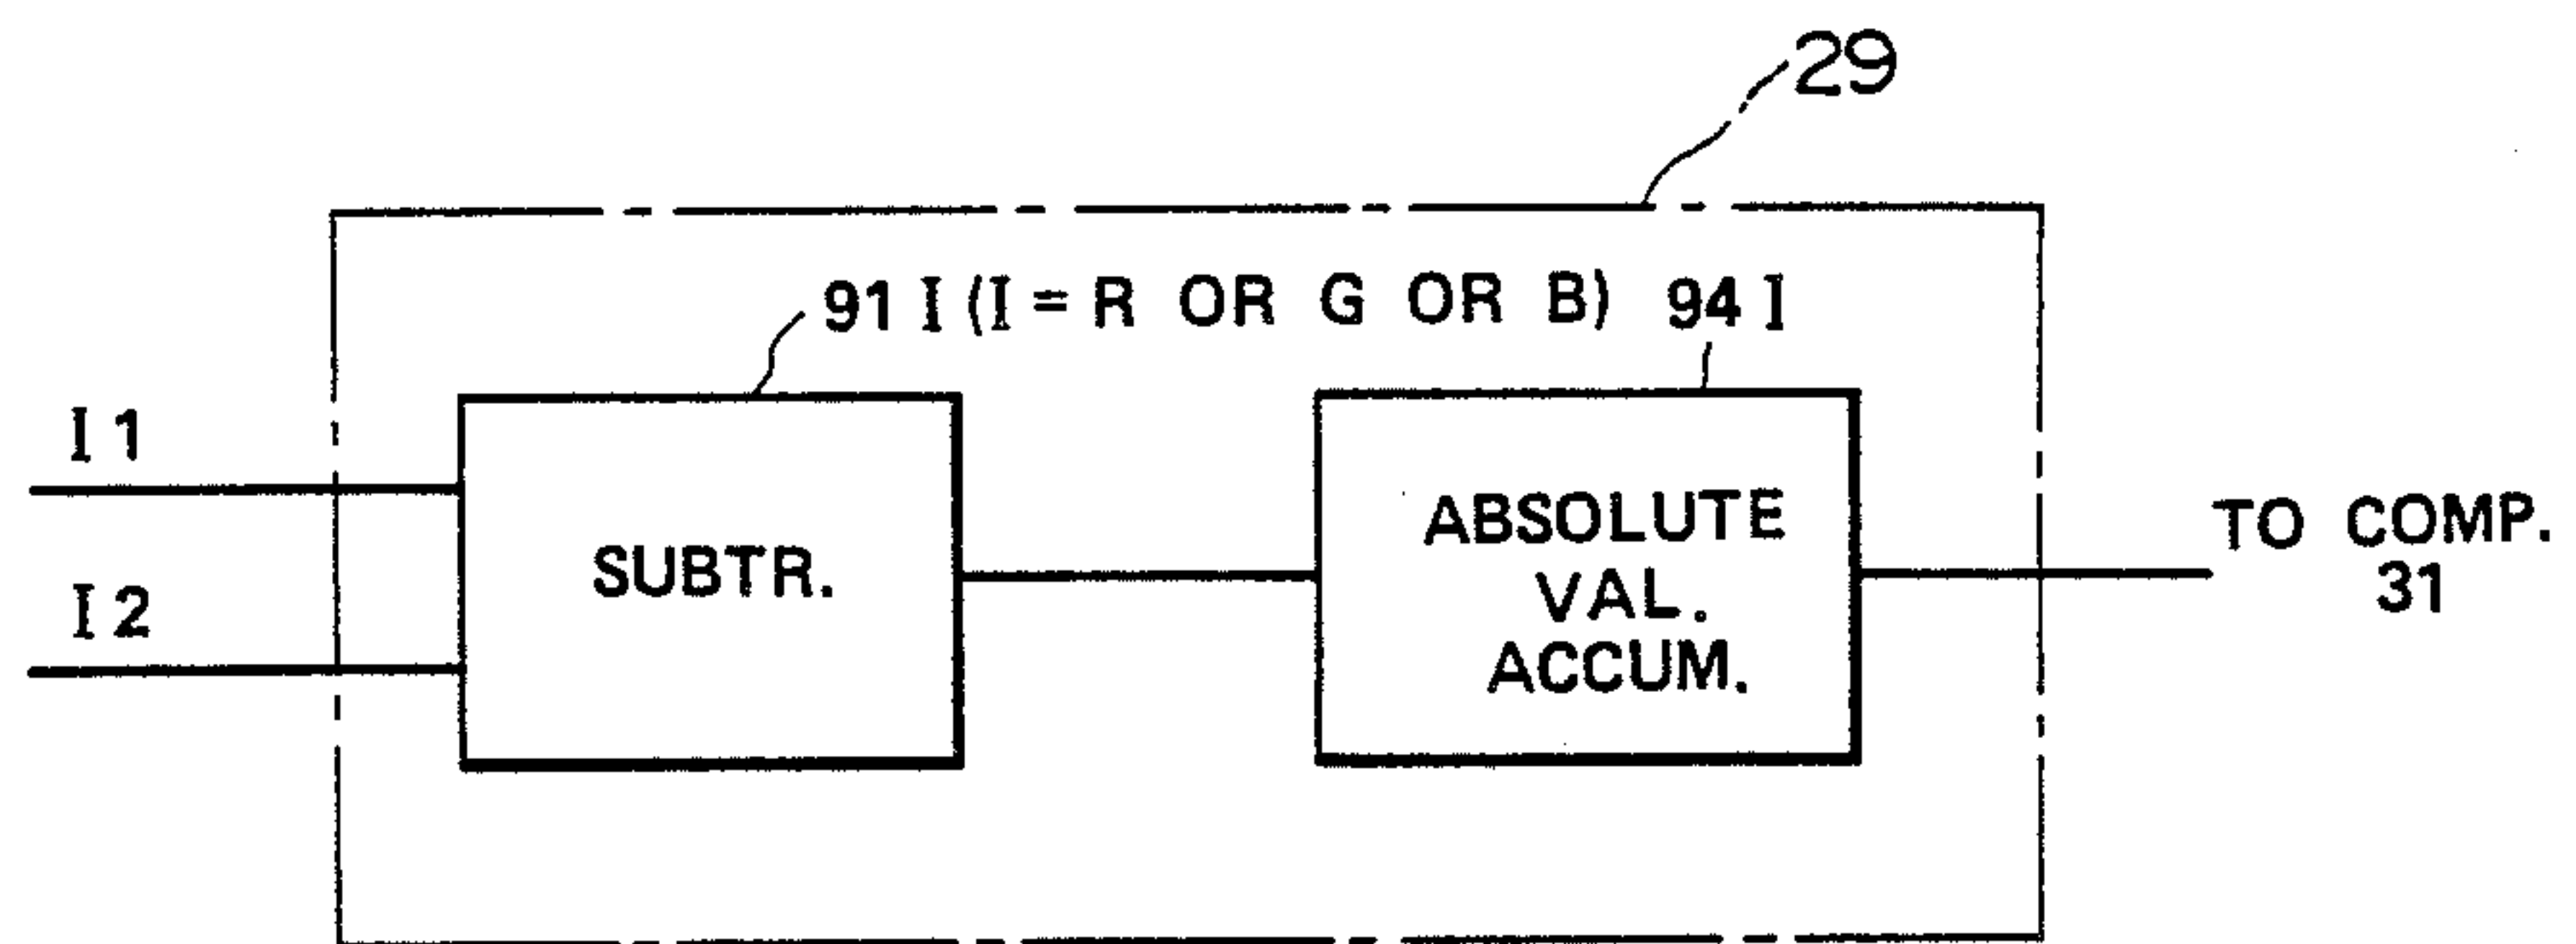 29
91 I (I = R OR G OR B) 94 I
I 1
I 2
SUBTR.
ABSOLUTE
VAL.
ACCUM.
TO COMP.
31